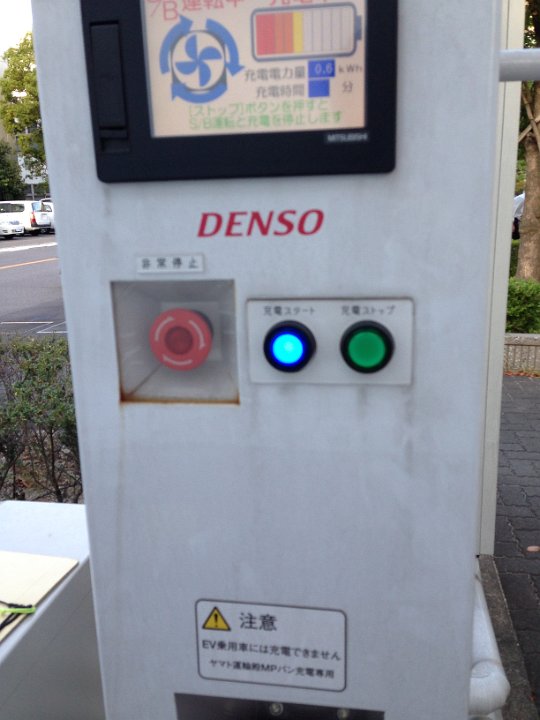 S/B運転中 充電中
充電電力量 0.6 kWh
充電時間 分
[ストップ]ボタンを押すと
S/B運転と充電を停止します
MITSUBISHI
DENSO
非常停止
充電スタート 充電ストップ
注意
EV乗用車には充電できません
ヤマト運輸殿MPバン充電専用